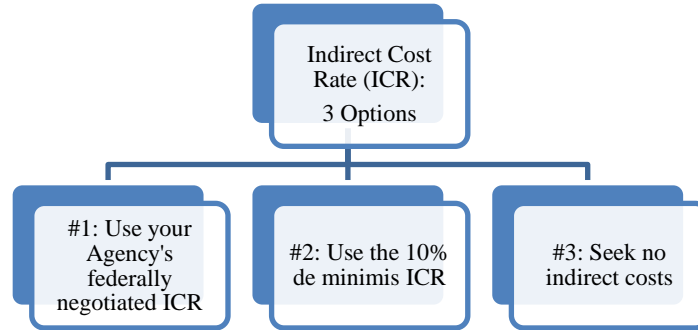 Indirect Cost
Rate (ICR):
3 Options
#1: Use your
Agency's
federally
negotiated ICR
#2: Use the 10%
de minimis ICR
#3: Seek no
indirect costs